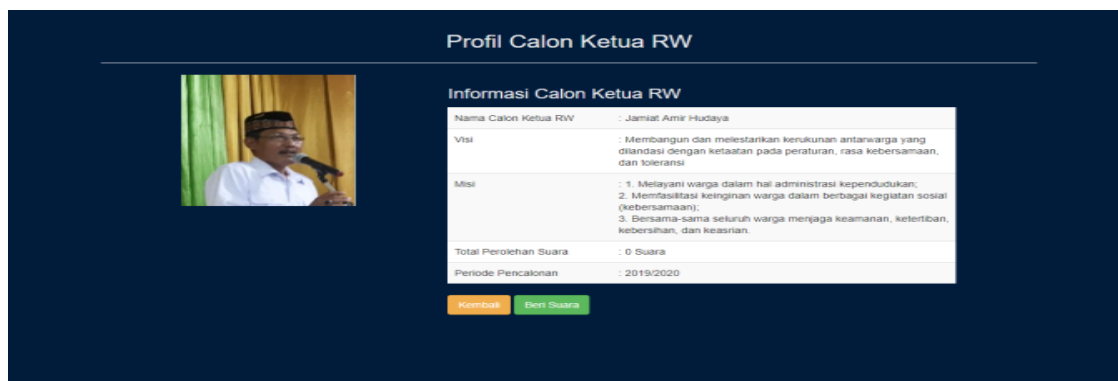 Profil Calon Ketua RW
Informasi Calon Ketua RW
Nama Calon Ketua RW : Jamiat Amir Hudaya
Visi : Membangun dan melestarikan kerukunan antarwarga yang
dilandasi dengan ketaatan pada peraturan, rasa kebersamaan,
dan toleransi
Misi : 1. Melayani warga dalam hal administrasi kependudukan;
2. Memfasilitasi keinginan warga dalam berbagai kegiatan sosial
(kebersamaan);
3. Bersama-sama seluruh warga menjaga keamanan, ketertiban,
kebersihan, dan keasrian.
Total Perolehan Suara : 0 Suara
Periode Pencalonan : 2019/2020
Kembali Beri Suara